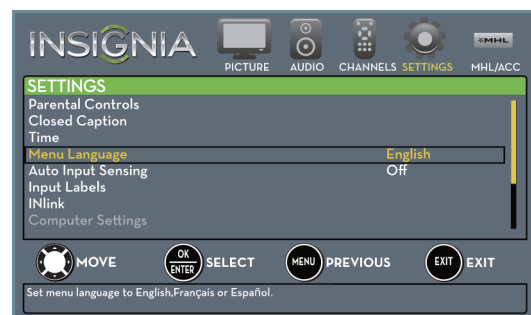 INSIGNIA
PICTURE AUDIO CHANNELS SETTINGS MHL/ACC
MHL
SETTINGS
Parental Controls
Closed Caption
Time
Menu Language English
Auto Input Sensing Off
Input Labels
INlink
Computer Settings
MOVE OK ENTER SELECT MENU PREVIOUS EXIT EXIT
Set menu language to English,Français or Español.